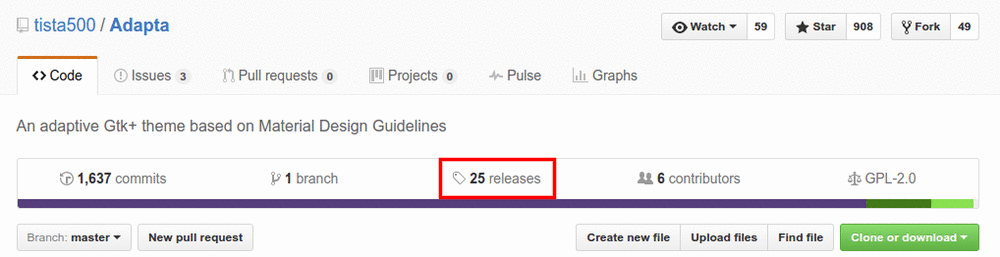 tista500 / Adapta Watch 59 Star 908 Fork 49
Code Issues 3 Pull requests 0 Projects 0 Pulse Graphs
An adaptive Gtk+ theme based on Material Design Guidelines
1,637 commits 1 branch 25 releases 6 contributors GPL-2.0
Branch: master New pull request Create new file Upload files Find file Clone or download